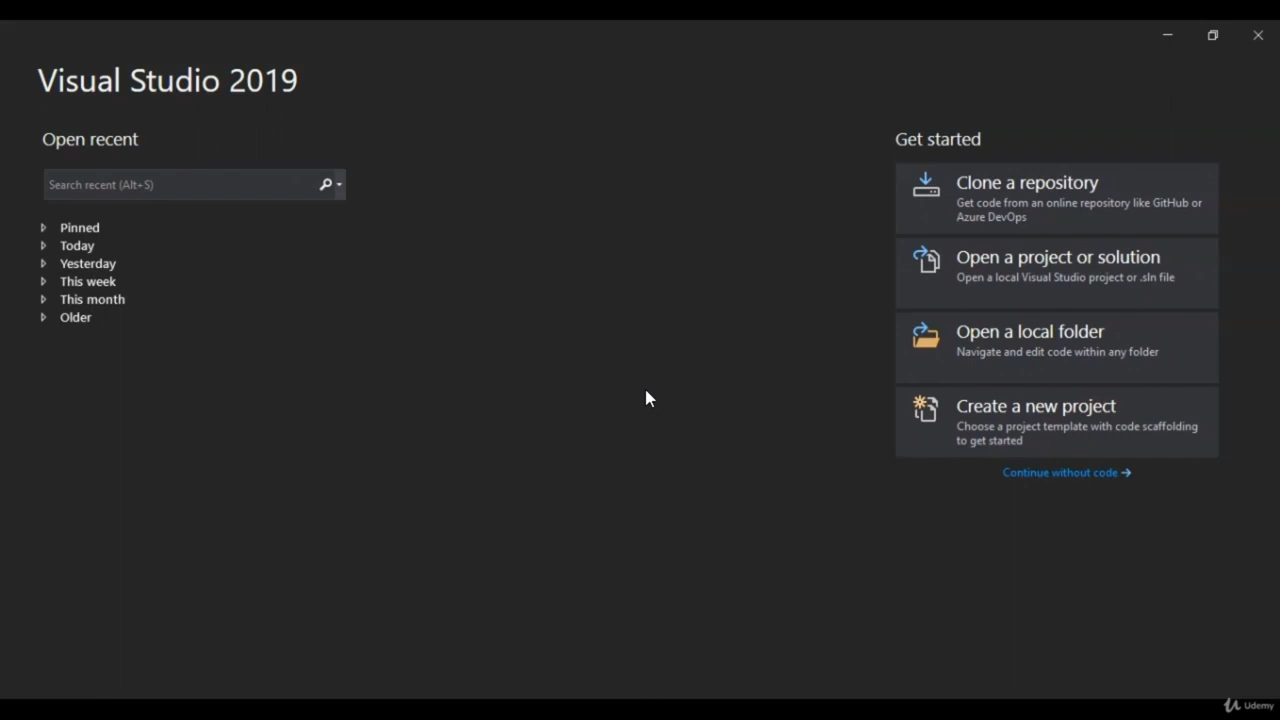 Visual Studio 2019
Open recent
Search recent (Alt+S)
Pinned
Today
Yesterday
This week
This month
Older
Get started
Clone a repository
Get code from an online repository like GitHub or
Azure DevOps
Open a project or solution
Open a local Visual Studio project or .sln file
Open a local folder
Navigate and edit code within any folder
Create a new project
Choose a project template with code scaffolding
to get started
Continue without code →
Udemy